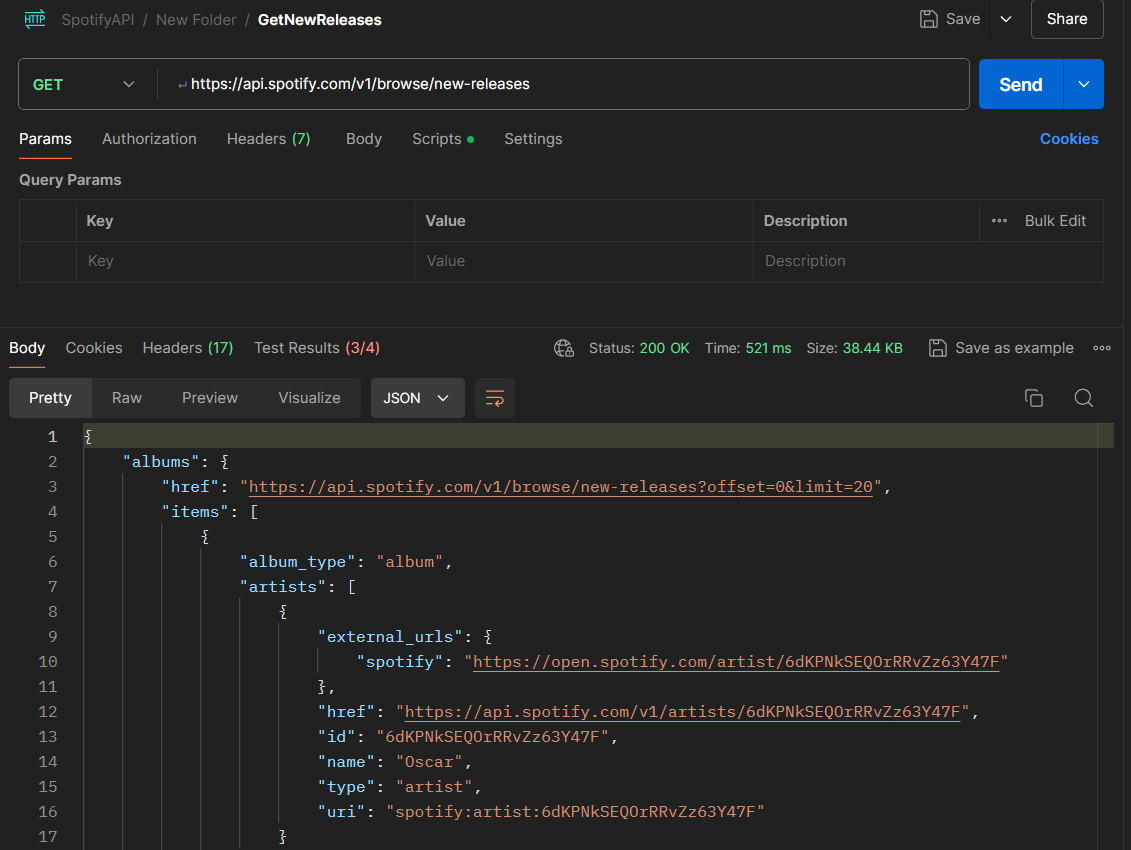 HTTP SpotifyAPI / New Folder / GetNewReleases Save Share
GET ↵ https://api.spotify.com/v1/browse/new-releases Send
Params Authorization Headers (7) Body Scripts Settings Cookies
Query Params
Key Value Description ••• Bulk Edit
Key Value Description
Body Cookies Headers (17) Test Results (3/4) Status: 200 OK Time: 521 ms Size: 38.44 KB Save as example
Pretty Raw Preview Visualize JSON
1 {
2 "albums": {
3 "href": "https://api.spotify.com/v1/browse/new-releases?offset=0&limit=20",
4 "items": [
5 {
6 "album_type": "album",
7 "artists": [
8 {
9 "external_urls": {
10 "spotify": "https://open.spotify.com/artist/6dKPNkSEQOrRRvZz63Y47F"
11 },
12 "href": "https://api.spotify.com/v1/artists/6dKPNkSEQOrRRvZz63Y47F",
13 "id": "6dKPNkSEQOrRRvZz63Y47F",
14 "name": "Oscar",
15 "type": "artist",
16 "uri": "spotify:artist:6dKPNkSEQOrRRvZz63Y47F"
17 }